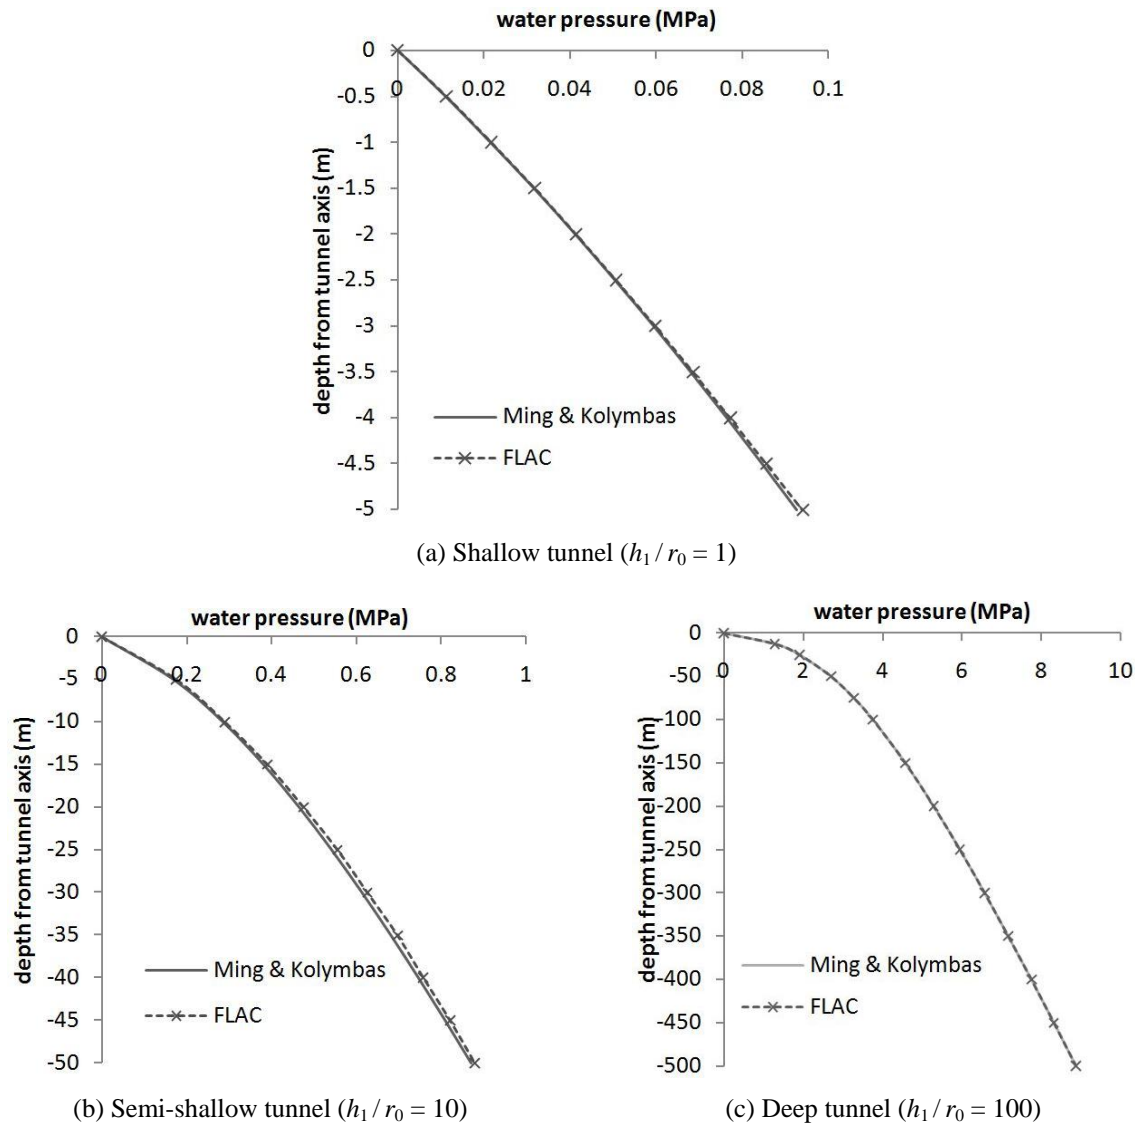 water pressure (MPa)
0
0 0.02 0.04 0.06 0.08 0.1
-0.5
-1
-1.5
-2
-2.5
-3
-3.5
-4
-4.5
-5
depth from tunnel axis (m)
Ming & Kolymbas
FLAC
(a) Shallow tunnel (h₁ / r₀ = 1)
water pressure (MPa)
0
0 0.2 0.4 0.6 0.8 1
-5
-10
-15
-20
-25
-30
-35
-40
-45
-50
depth from tunnel axis (m)
Ming & Kolymbas
FLAC
(b) Semi-shallow tunnel (h₁ / r₀ = 10)
water pressure (MPa)
0
0 2 4 6 8 10
-50
-100
-150
-200
-250
-300
-350
-400
-450
-500
depth from tunnel axis (m)
Ming & Kolymbas
FLAC
(c) Deep tunnel (h₁ / r₀ = 100)